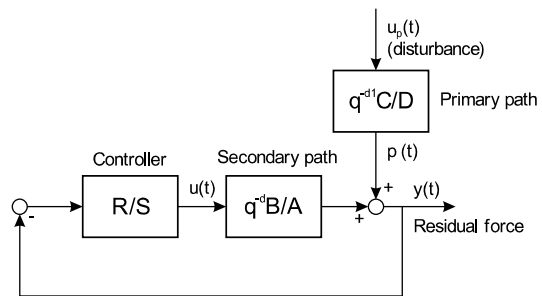 uₚ(t)
(disturbance)
q⁻ᵈ¹C/D
Primary path
p (t)
Controller
Secondary path
R/S
u(t)
q⁻ᵈB/A
+
+
y(t)
Residual force
-